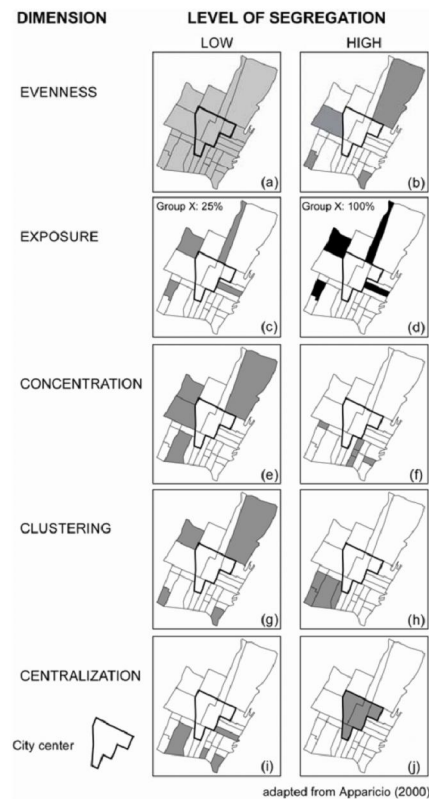 DIMENSION LEVEL OF SEGREGATION
LOW HIGH
EVENNESS
(a) (b)
Group X: 25% Group X: 100%
EXPOSURE
(c) (d)
CONCENTRATION
(e) (f)
CLUSTERING
(g) (h)
CENTRALIZATION
City center
(i) (j)
adapted from Apparicio (2000)